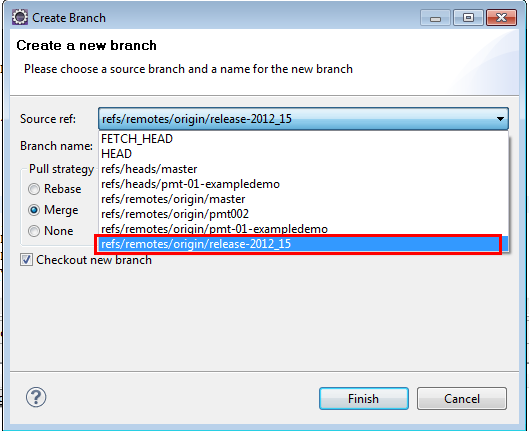 Create Branch
Create a new branch
Please choose a source branch and a name for the new branch
Source ref: refs/remotes/origin/release-2012_15
FETCH_HEAD
Branch name: HEAD
refs/heads/master
Pull strategy
refs/heads/pmt-01-exampledemo
Rebase
refs/remotes/origin/master
Merge
refs/remotes/origin/pmt002
None
refs/remotes/origin/pmt-01-exampledemo
refs/remotes/origin/release-2012_15
Checkout new branch
?
Finish Cancel